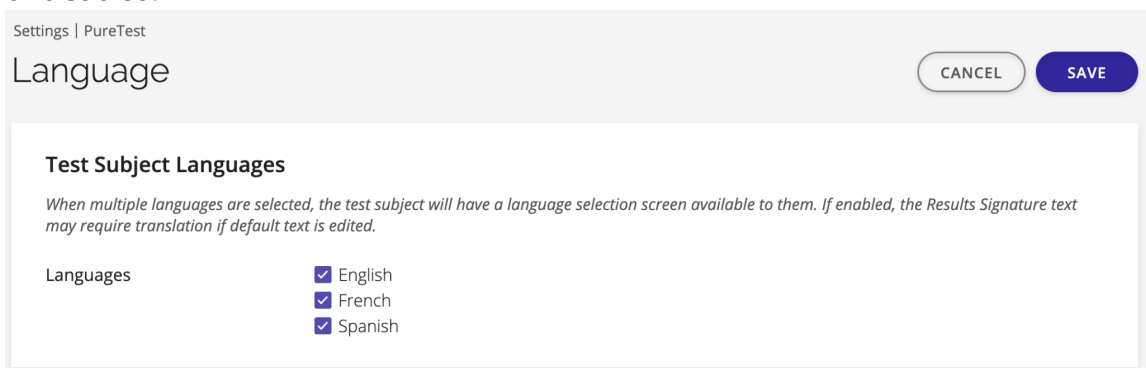 Settings | PureTest
Language
CANCEL
SAVE
Test Subject Languages
When multiple languages are selected, the test subject will have a language selection screen available to them. If enabled, the Results Signature text
may require translation if default text is edited.
Languages
English
French
Spanish